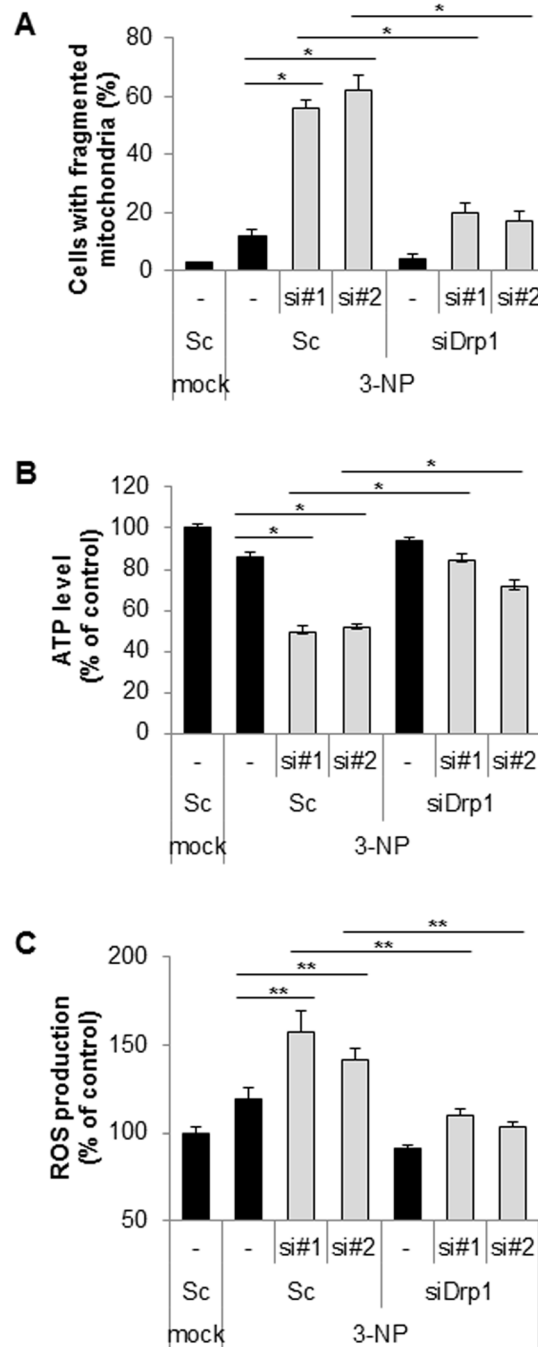 A
Cells with fragmented
mitochondria (%)
80
60
40
20
0
* * * *
- - si#1 si#2 - si#1 si#2
Sc Sc siDrp1
mock 3-NP
B
ATP level
(% of control)
120
100
80
60
40
20
0
* * * *
- - si#1 si#2 - si#1 si#2
Sc Sc siDrp1
mock 3-NP
C
ROS production
(% of control)
200
150
100
50
** ** ** **
- - si#1 si#2 - si#1 si#2
Sc Sc siDrp1
mock 3-NP